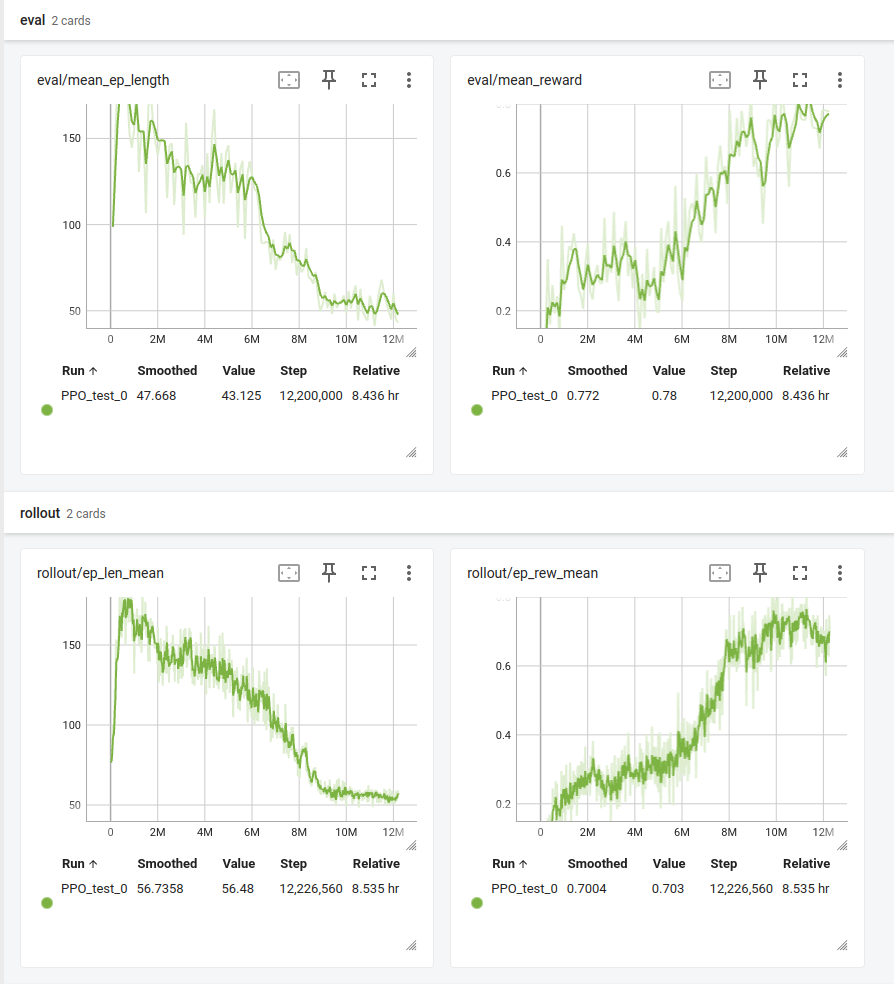 eval 2 cards
eval/mean_ep_length
150
100
50
0 2M 4M 6M 8M 10M 12M
Run Smoothed Value Step Relative
PPO_test_0 47.668 43.125 12,200,000 8.436 hr
eval/mean_reward
0.6
0.4
0.2
0 2M 4M 6M 8M 10M 12M
Run Smoothed Value Step Relative
PPO_test_0 0.772 0.78 12,200,000 8.436 hr
rollout 2 cards
rollout/ep_len_mean
150
100
50
0 2M 4M 6M 8M 10M 12M
Run Smoothed Value Step Relative
PPO_test_0 56.7358 56.48 12,226,560 8.535 hr
rollout/ep_rew_mean
0.6
0.4
0.2
0 2M 4M 6M 8M 10M 12M
Run Smoothed Value Step Relative
PPO_test_0 0.7004 0.703 12,226,560 8.535 hr